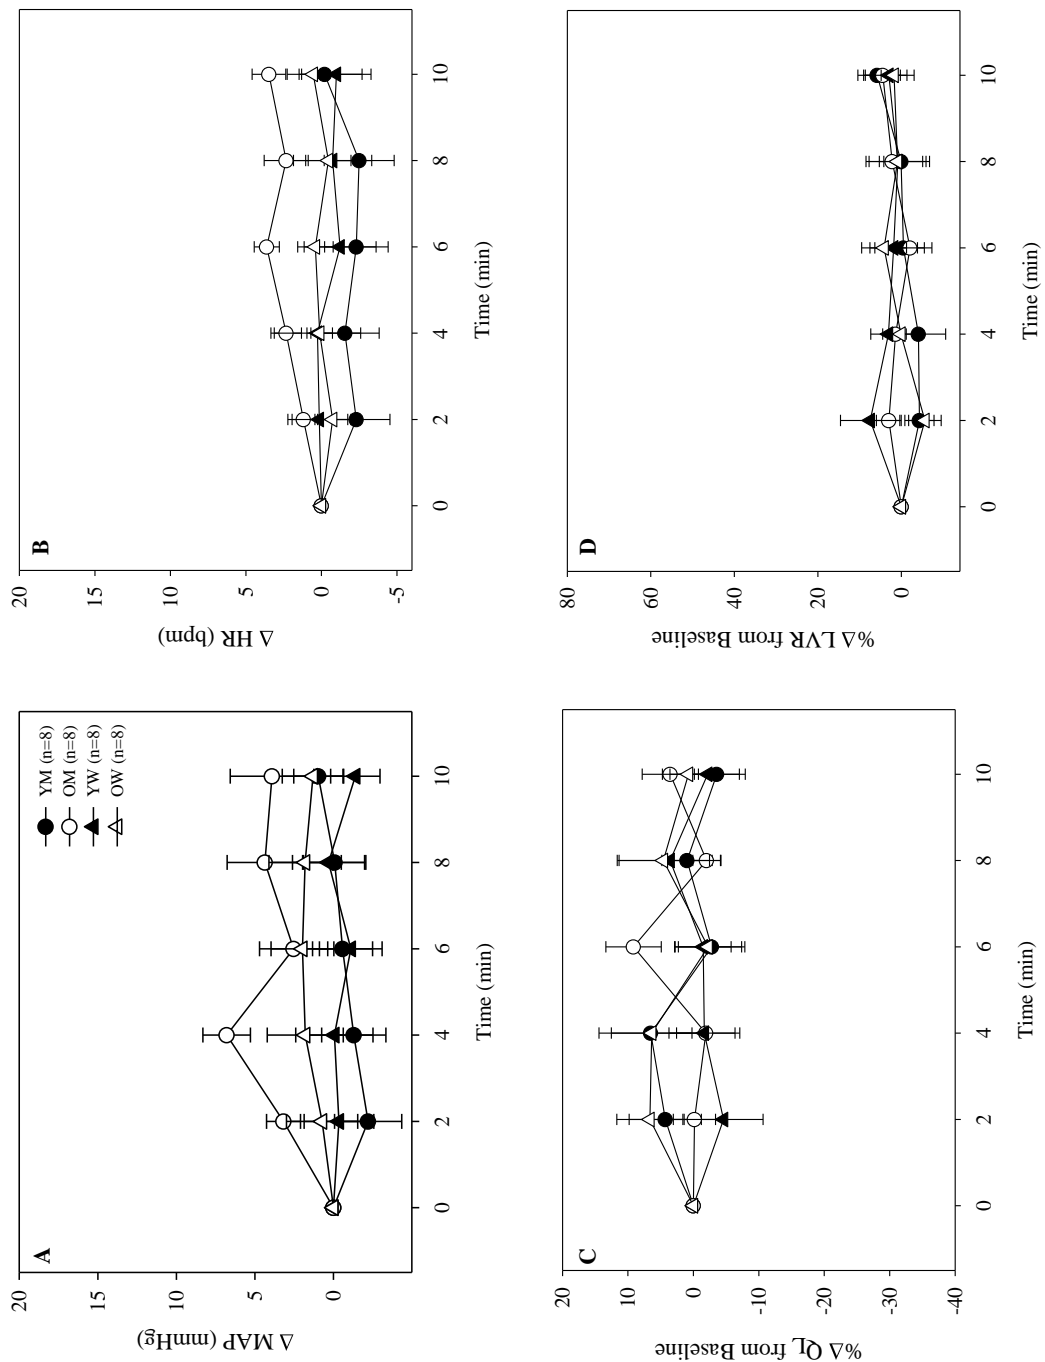 A
20
15
10
5
0
Δ MAP (mmHg)
0
2
4
6
8
10
Time (min)
YM (n=8)
OM (n=8)
YW (n=8)
OW (n=8)
B
20
15
10
5
0
-5
Δ HR (bpm)
0
2
4
6
8
10
Time (min)
C
20
10
0
-10
-20
-30
-40
%Δ QL from Baseline
0
2
4
6
8
10
Time (min)
D
80
60
40
20
0
%Δ LVR from Baseline
0
2
4
6
8
10
Time (min)